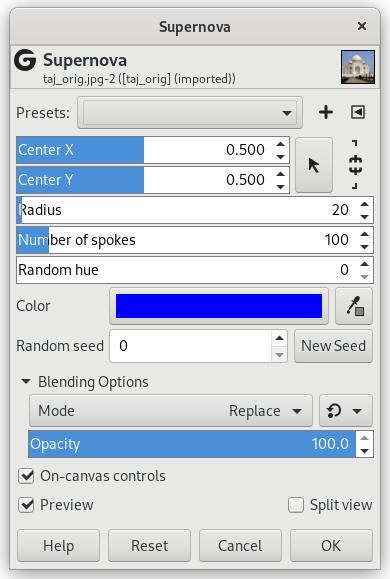 Supernova
Supernova
taj_orig.jpg-2 ([taj_orig] (imported))
Presets:
Center X 0.500
Center Y 0.500
Radius 20
Number of spokes 100
Random hue 0
Color
Random seed 0 New Seed
Blending Options
Mode Replace
Opacity 100.0
On-canvas controls
Preview Split view
Help Reset Cancel OK